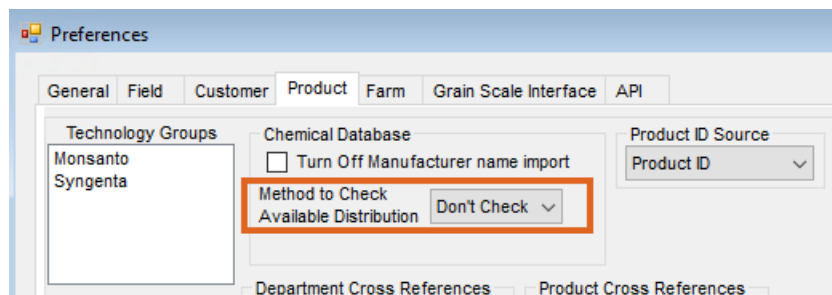 Preferences
General Field Customer Product Farm Grain Scale Interface API
Technology Groups
Monsanto
Syngenta
Chemical Database
Turn Off Manufacturer name import
Method to Check
Available Distribution
Don't Check
Product ID Source
Product ID
Department Cross References
Product Cross References